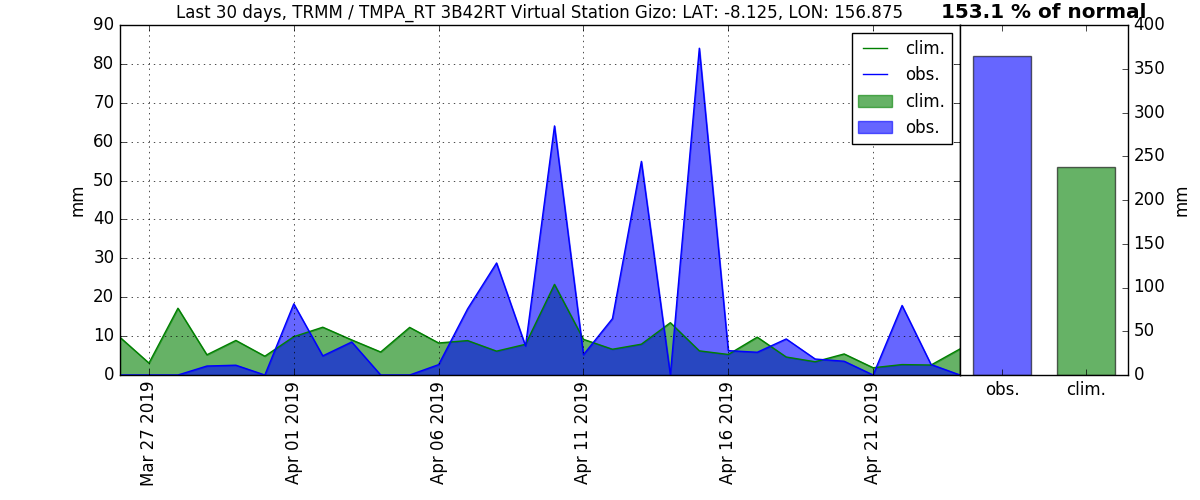 Last 30 days, TRMM / TMPA_RT 3B42RT Virtual Station Gizo: LAT: -8.125, LON: 156.875
153.1 % of normal
90
80
70
60
50
40
30
20
10
0
mm
clim.
obs.
clim.
obs.
Mar 27 2019
Apr 01 2019
Apr 06 2019
Apr 11 2019
Apr 16 2019
Apr 21 2019
400
350
300
250
200
150
100
50
0
mm
obs.
clim.